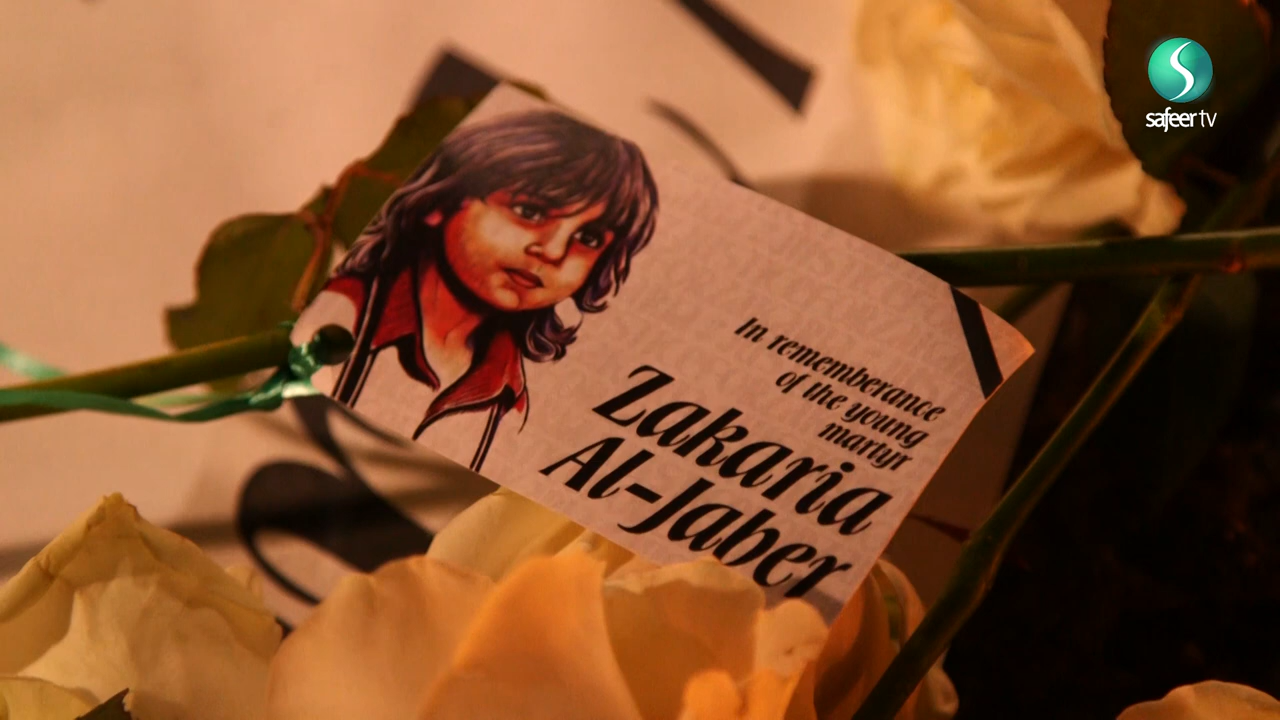 safeer tv
In rememberance
of the young
martyr
Zakaria
Al-Jaber